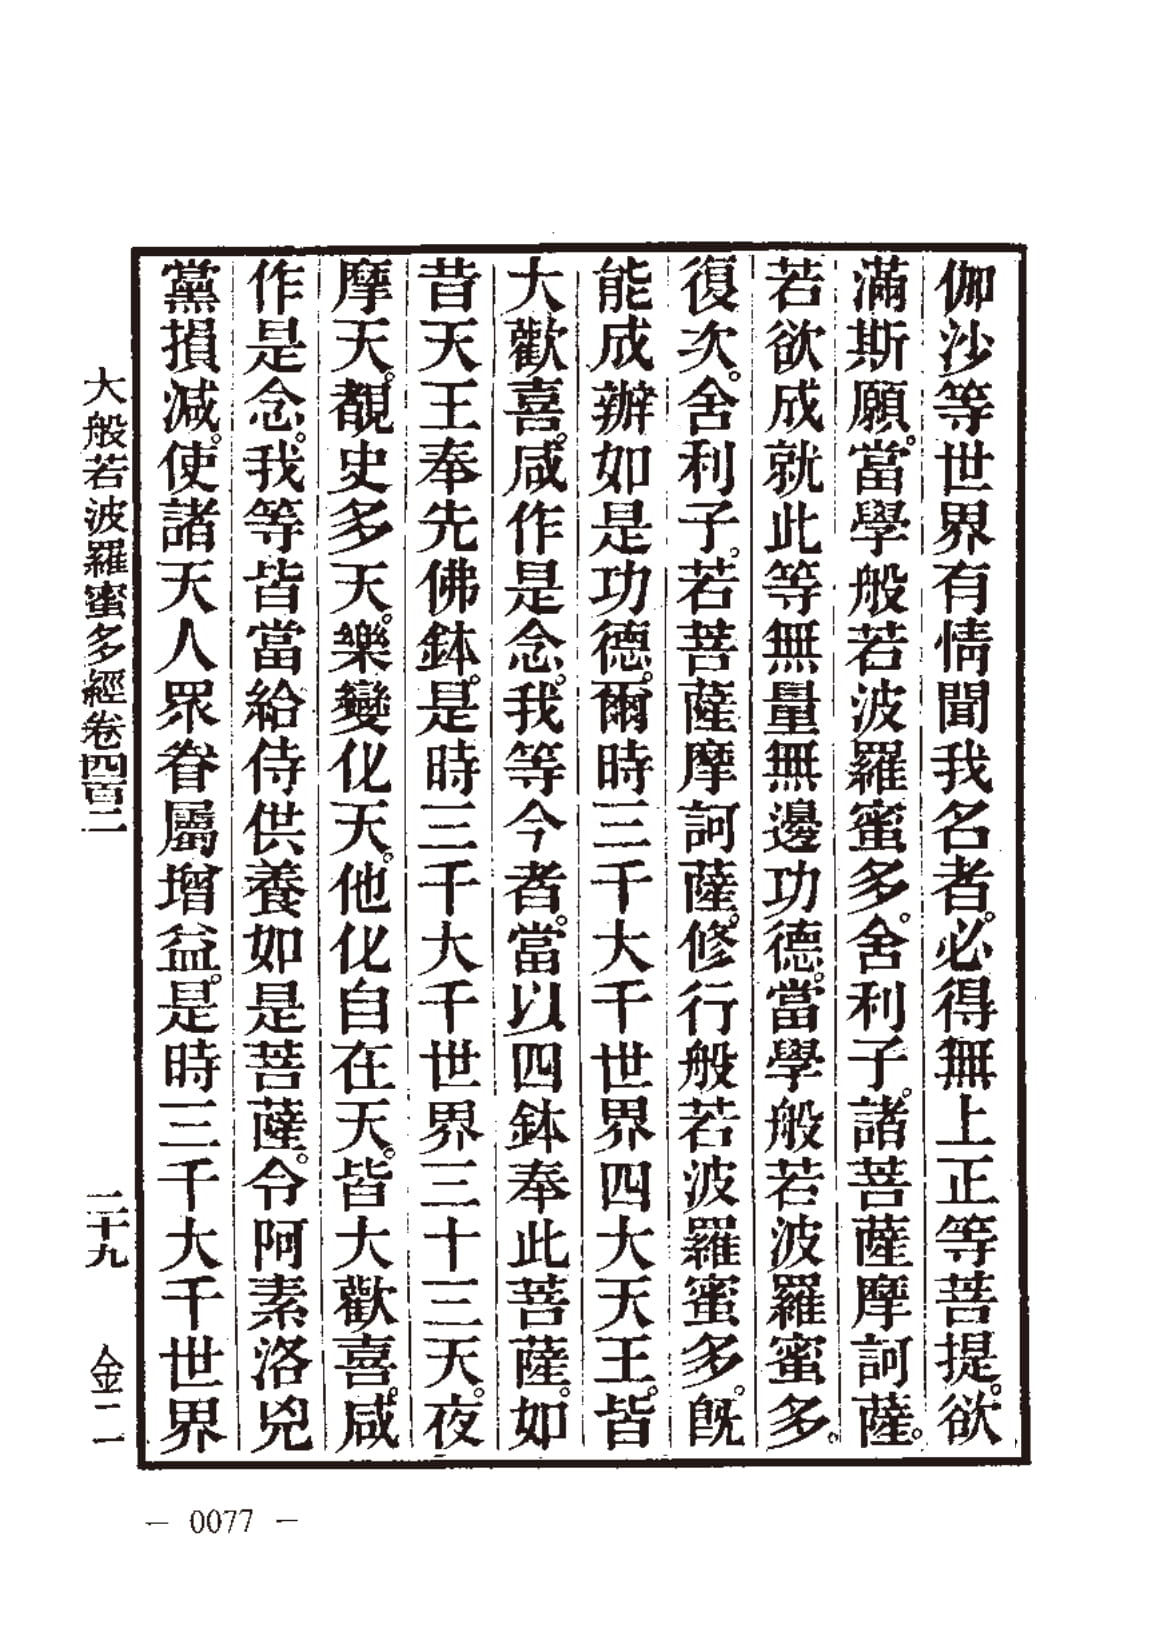 伽沙等世界有情聞我名者。必得無上正等菩提。欲
滿斯願。當學般若波羅蜜多。舍利子。諸菩薩摩訶薩。
若欲成就此等無量無邊功德。當學般若波羅蜜多。
復次。舍利子。若菩薩摩訶薩。修行般若波羅蜜多。旣
能成辦如是功德。爾時三千大千世界四大天王。皆
大歡喜。咸作是念。我等今者。當以四鉢奉此菩薩。如
昔天王奉先佛鉢。是時三千大千世界三十三天。夜
摩天。覩史多天。樂變化天。他化自在天。皆大歡喜。咸
作是念。我等皆當給侍供養如是菩薩。令阿素洛兇
黨損減。使諸天人眾眷屬增益。是時三千大千世界
大般若波羅蜜多經卷四百二 二十九 金二
— 0077 —